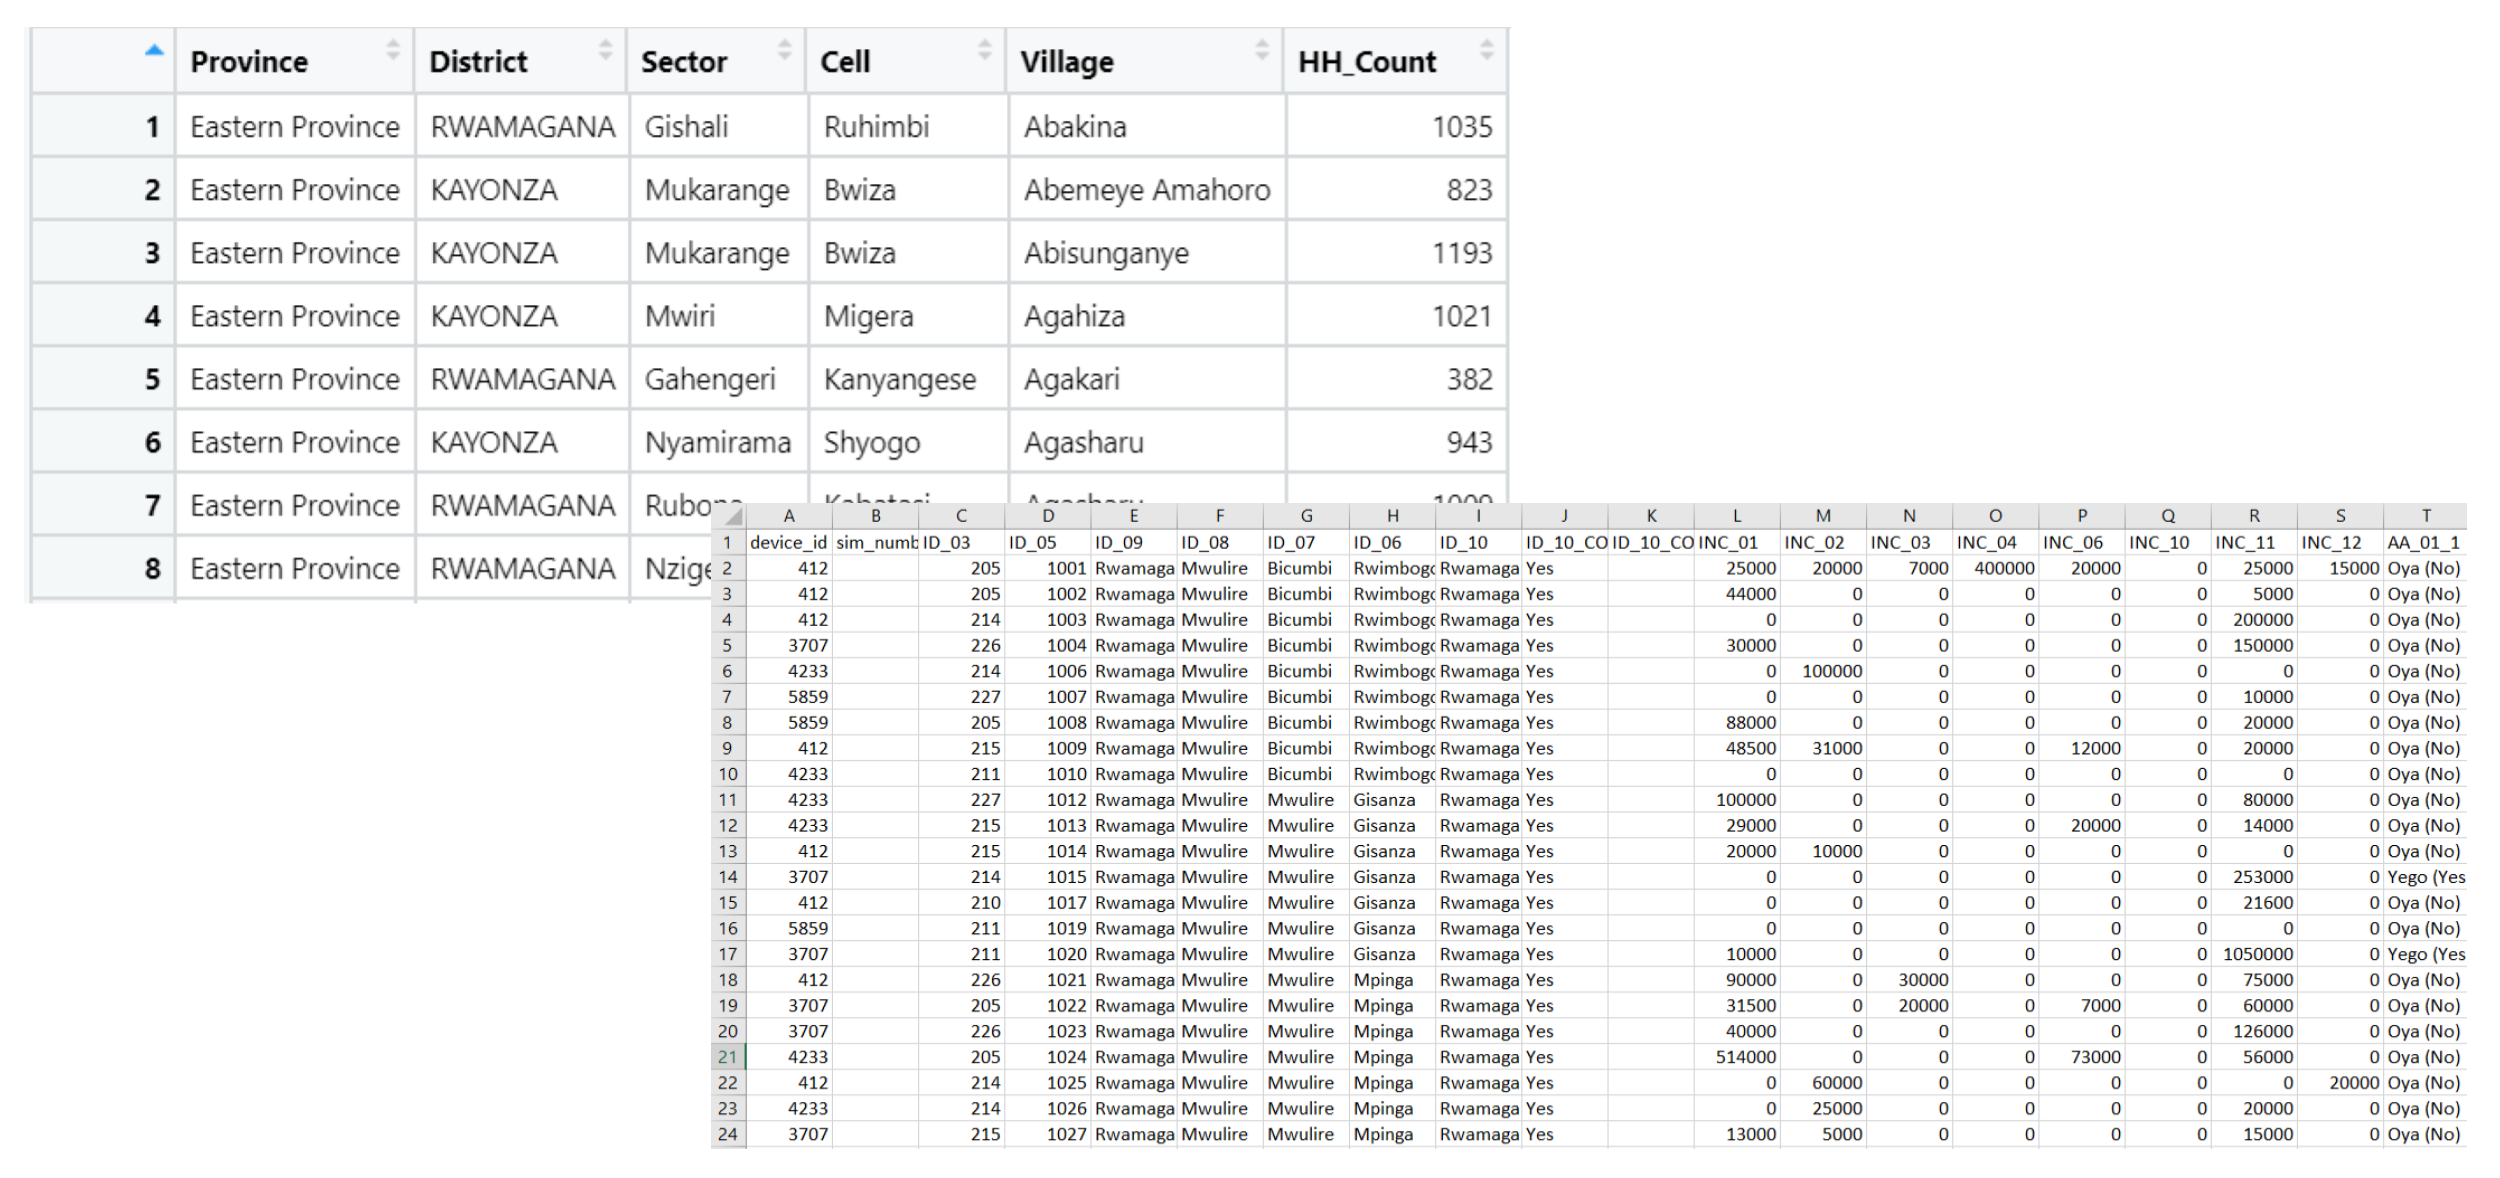 Province District Sector Cell Village HH_Count
1 Eastern Province RWAMAGANA Gishali Ruhimbi Abakina 1035
2 Eastern Province KAYONZA Mukarange Bwiza Abemeye Amahoro 823
3 Eastern Province KAYONZA Mukarange Bwiza Abisunganye 1193
4 Eastern Province KAYONZA Mwiri Migera Agahiza 1021
5 Eastern Province RWAMAGANA Gahengeri Kanyangese Agakari 382
6 Eastern Province KAYONZA Nyamirama Shyogo Agasharu 943
7 Eastern Province RWAMAGANA
8 Eastern Province RWAMAGANA Nzige
A B C D E F G H I J K L M N O P Q R S T
1 device_id sim_numb ID_03 ID_05 ID_09 ID_08 ID_07 ID_06 ID_10 ID_10_CO ID_10_CO INC_01 INC_02 INC_03 INC_04 INC_06 INC_10 INC_11 INC_12 AA_01_1
2 412 205 1001 Rwamaga Mwulire Bicumbi Rwimbogo Rwamaga Yes 25000 20000 7000 400000 20000 0 25000 15000 Oya (No)
3 412 205 1002 Rwamaga Mwulire Bicumbi Rwimbogo Rwamaga Yes 44000 0 0 0 0 0 5000 0 Oya (No)
4 412 214 1003 Rwamaga Mwulire Bicumbi Rwimbogo Rwamaga Yes 0 0 0 0 0 0 200000 0 Oya (No)
5 3707 226 1004 Rwamaga Mwulire Bicumbi Rwimbogo Rwamaga Yes 30000 0 0 0 0 0 150000 0 Oya (No)
6 4233 214 1006 Rwamaga Mwulire Bicumbi Rwimbogo Rwamaga Yes 0 100000 0 0 0 0 0 0 Oya (No)
7 5859 227 1007 Rwamaga Mwulire Bicumbi Rwimbogo Rwamaga Yes 0 0 0 0 0 0 10000 0 Oya (No)
8 5859 205 1008 Rwamaga Mwulire Bicumbi Rwimbogo Rwamaga Yes 88000 0 0 0 0 0 20000 0 Oya (No)
9 412 215 1009 Rwamaga Mwulire Bicumbi Rwimbogo Rwamaga Yes 48500 31000 0 0 12000 0 20000 0 Oya (No)
10 4233 211 1010 Rwamaga Mwulire Bicumbi Rwimbogo Rwamaga Yes 0 0 0 0 0 0 0 0 Oya (No)
11 4233 227 1012 Rwamaga Mwulire Mwulire Gisanza Rwamaga Yes 100000 0 0 0 0 0 80000 0 Oya (No)
12 4233 215 1013 Rwamaga Mwulire Mwulire Gisanza Rwamaga Yes 29000 0 0 0 20000 0 14000 0 Oya (No)
13 412 215 1014 Rwamaga Mwulire Mwulire Gisanza Rwamaga Yes 20000 10000 0 0 0 0 0 0 Oya (No)
14 3707 214 1015 Rwamaga Mwulire Mwulire Gisanza Rwamaga Yes 0 0 0 0 0 0 253000 0 Yego (Yes
15 412 210 1017 Rwamaga Mwulire Mwulire Gisanza Rwamaga Yes 0 0 0 0 0 0 21600 0 Oya (No)
16 5859 211 1019 Rwamaga Mwulire Mwulire Gisanza Rwamaga Yes 0 0 0 0 0 0 0 0 Oya (No)
17 3707 211 1020 Rwamaga Mwulire Mwulire Gisanza Rwamaga Yes 10000 0 0 0 0 0 1050000 0 Yego (Yes
18 412 226 1021 Rwamaga Mwulire Mwulire Mpinga Rwamaga Yes 90000 0 30000 0 0 0 75000 0 Oya (No)
19 3707 205 1022 Rwamaga Mwulire Mwulire Mpinga Rwamaga Yes 31500 0 20000 0 7000 0 60000 0 Oya (No)
20 3707 226 1023 Rwamaga Mwulire Mwulire Mpinga Rwamaga Yes 40000 0 0 0 0 0 126000 0 Oya (No)
21 4233 205 1024 Rwamaga Mwulire Mwulire Mpinga Rwamaga Yes 514000 0 0 0 73000 0 56000 0 Oya (No)
22 412 214 1025 Rwamaga Mwulire Mwulire Mpinga Rwamaga Yes 0 60000 0 0 0 0 0 20000 Oya (No)
23 4233 214 1026 Rwamaga Mwulire Mwulire Mpinga Rwamaga Yes 0 25000 0 0 0 0 20000 0 Oya (No)
24 3707 215 1027 Rwamaga Mwulire Mwulire Mpinga Rwamaga Yes 13000 5000 0 0 0 0 15000 0 Oya (No)